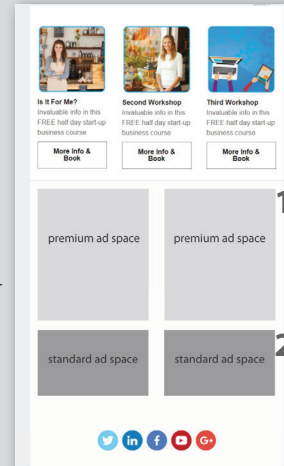 Is It For Me?
Invaluable info in this
FREE half day start-up
business course
More Info &
Book
Second Workshop
Invaluable info in this
FREE half day start-up
business course
More Info &
Book
Third Workshop
Invaluable info in this
FREE half day start-up
business course
More Info &
Book
premium ad space
premium ad space
1
standard ad space
standard ad space
2